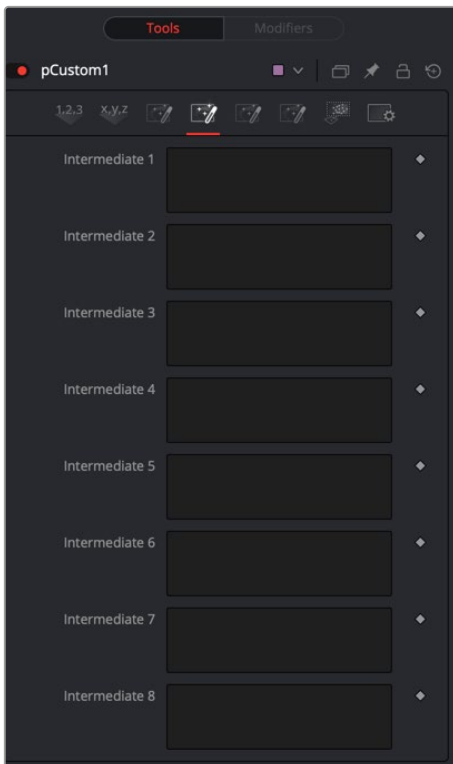 Tools Modifiers
pCustom1
1,2,3 x,y,z
Intermediate 1
Intermediate 2
Intermediate 3
Intermediate 4
Intermediate 5
Intermediate 6
Intermediate 7
Intermediate 8